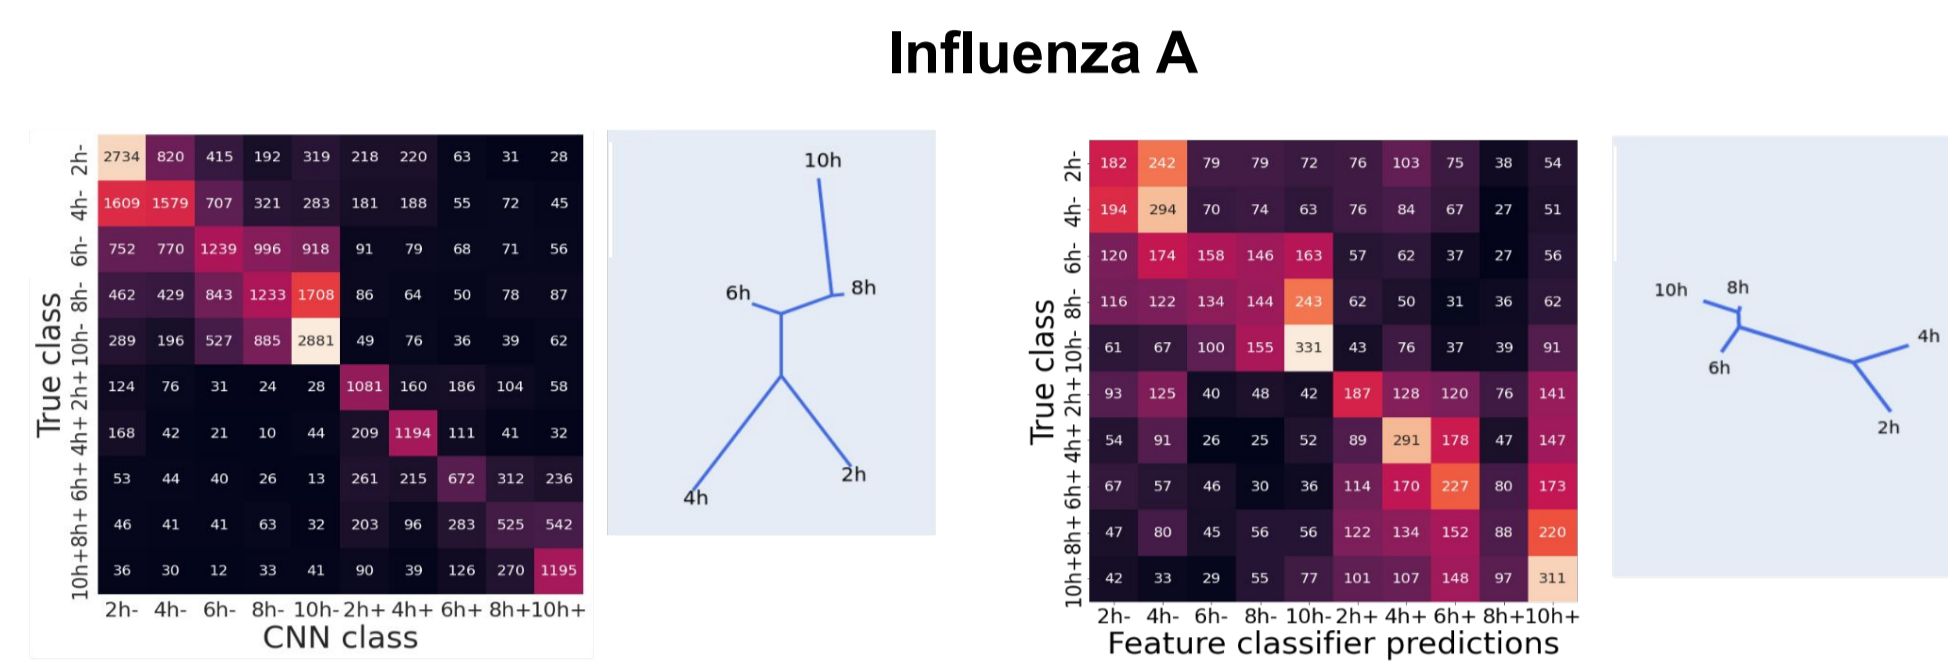 Influenza A
True class
2h- 2734 820 415 192 319 218 220 63 31 28
4h- 1609 1579 707 321 283 181 188 55 72 45
6h- 752 770 1239 996 918 91 79 68 71 56
8h- 462 429 843 1233 1708 86 64 50 78 87
10h- 289 196 527 885 2881 49 76 36 39 62
2h+ 124 76 31 24 28 1081 160 186 104 58
4h+ 168 42 21 10 44 209 1194 111 41 32
6h+ 53 44 40 26 13 261 215 672 312 236
8h+ 46 41 41 63 32 203 96 283 525 542
10h+ 36 30 12 33 41 90 39 126 270 1195
2h- 4h- 6h- 8h- 10h- 2h+ 4h+ 6h+ 8h+ 10h+
CNN class
10h
6h
8h
2h
4h
True class
2h- 182 242 79 79 72 76 103 75 38 54
4h- 194 294 70 74 63 76 84 67 27 51
6h- 120 174 158 146 163 57 62 37 27 56
8h- 116 122 134 144 243 62 50 31 36 62
10h- 61 67 100 155 331 43 76 37 39 91
2h+ 93 125 40 48 42 187 128 120 76 141
4h+ 54 91 26 25 52 89 291 178 47 147
6h+ 67 57 46 30 36 114 170 227 80 173
8h+ 47 80 45 56 56 122 134 152 88 220
10h+ 42 33 29 55 77 101 107 148 97 311
2h- 4h- 6h- 8h- 10h- 2h+ 4h+ 6h+ 8h+ 10h+
Feature classifier predictions
10h
8h
4h
6h
2h